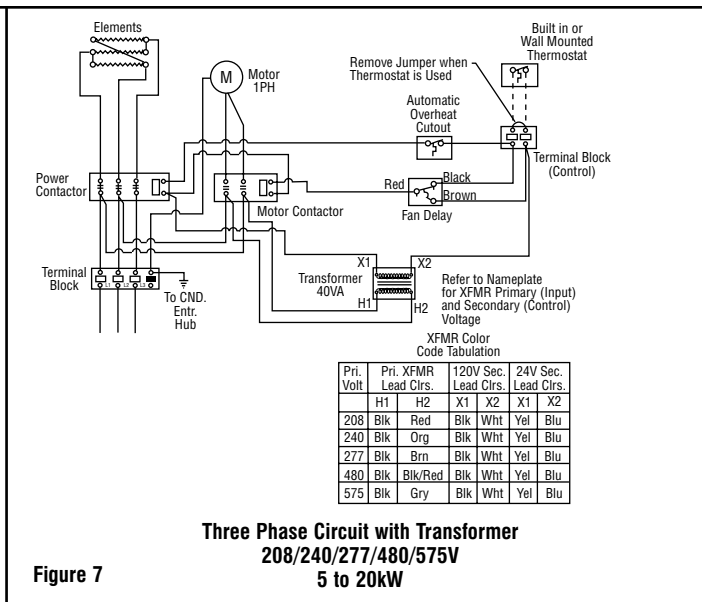 Elements
Built in or
Wall Mounted
Thermostat
Remove Jumper when
Thermostat is Used
M
Motor
1PH
Automatic
Overheat
Cutout
Terminal Block
(Control)
Power
Contactor
Motor Contactor
Red
Black
Brown
Fan Delay
X1
X2
Transformer
40VA
H1
H2
Refer to Nameplate
for XFMR Primary (Input)
and Secondary (Control)
Voltage
Terminal
Block
L1
L2
L3
To CND.
Entr.
Hub
XFMR Color
Code Tabulation
Pri. Volt Pri. XFMR Lead Clrs. 120V Sec. Lead Clrs. 24V Sec. Lead Clrs.
H1 H2 X1 X2 X1 X2
208 Blk Red Blk Wht Yel Blu
240 Blk Org Blk Wht Yel Blu
277 Blk Brn Blk Wht Yel Blu
480 Blk Blk/Red Blk Wht Yel Blu
575 Blk Gry Blk Wht Yel Blu
Three Phase Circuit with Transformer
208/240/277/480/575V
5 to 20kW
Figure 7